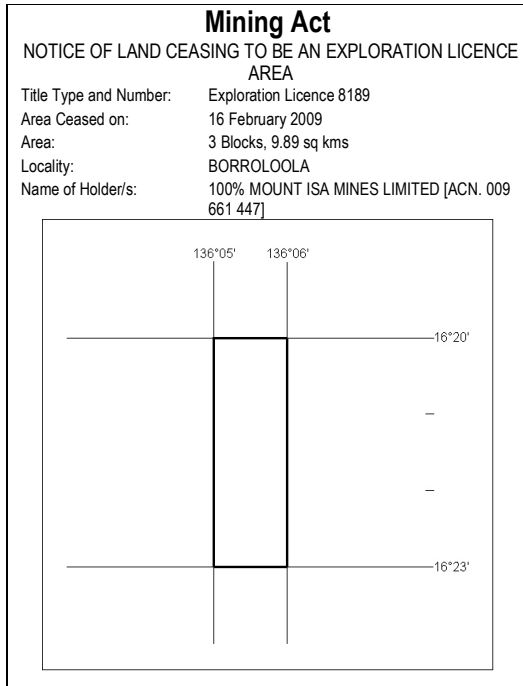 Mining Act
NOTICE OF LAND CEASING TO BE AN EXPLORATION LICENCE
AREA
Title Type and Number: Exploration Licence 8189
Area Ceased on: 16 February 2009
Area: 3 Blocks, 9.89 sq kms
Locality: BORROLOOLA
Name of Holder/s: 100% MOUNT ISA MINES LIMITED [ACN. 009
661 447]
136°05' 136°06'
16°20'
16°23'